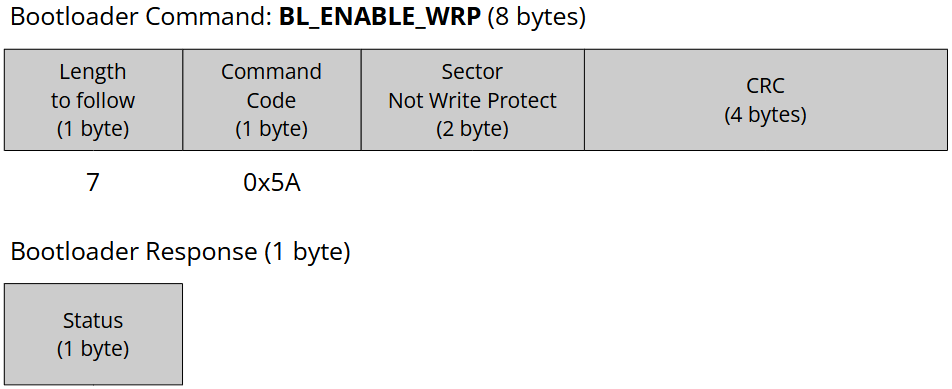 Bootloader Command: BL_ENABLE_WRP (8 bytes)
Length
to follow
(1 byte)
Command
Code
(1 byte)
Sector
Not Write Protect
(2 byte)
CRC
(4 bytes)
7
0x5A
Bootloader Response (1 byte)
Status
(1 byte)